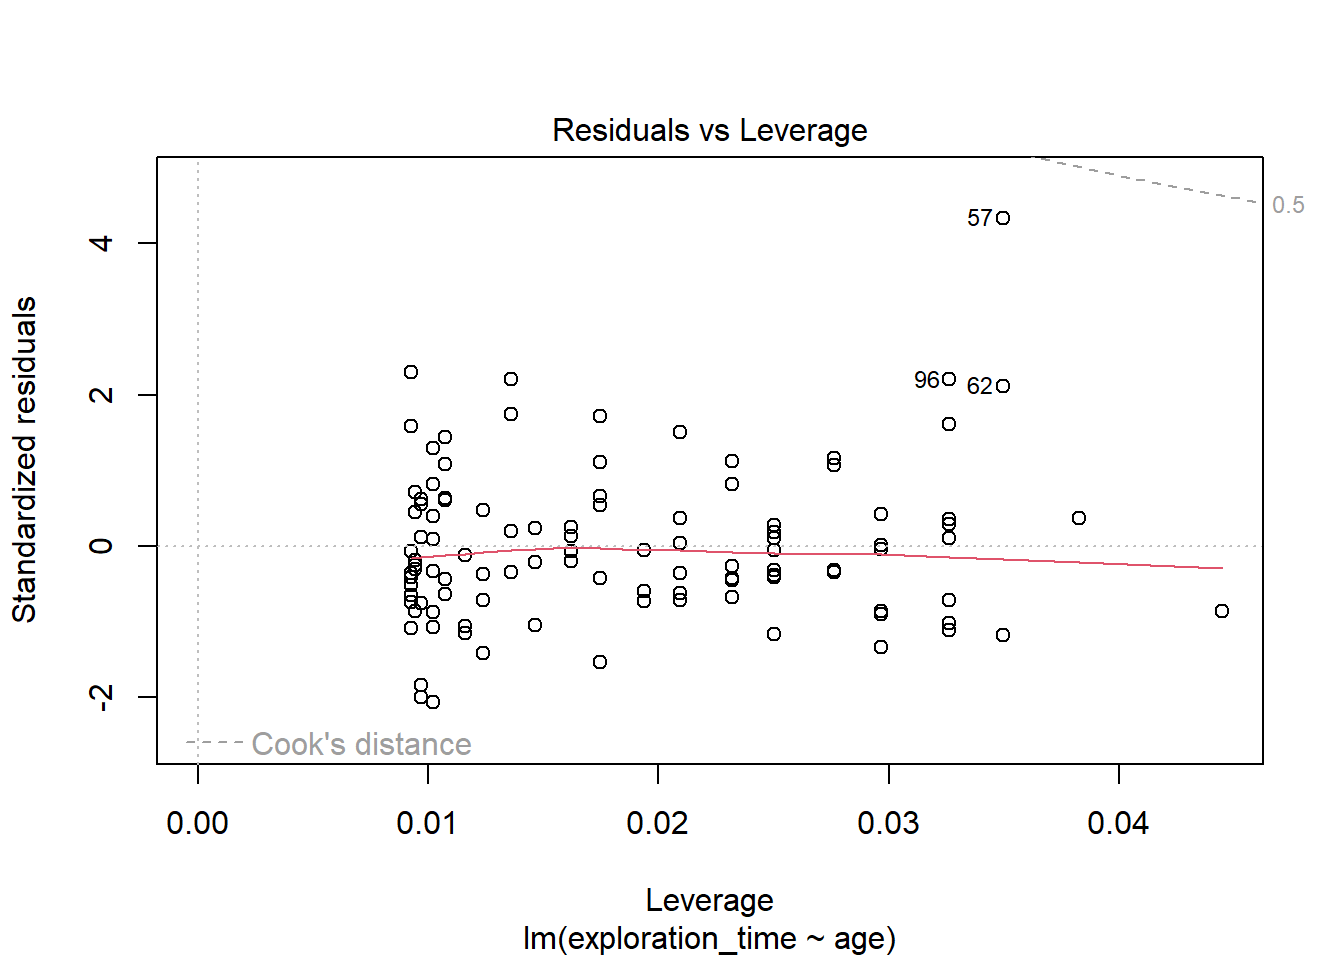 Residuals vs Leverage
Standardized residuals
4
2
0
-2
57
96
62
0.5
Cook's distance
0.00 0.01 0.02 0.03 0.04
Leverage
lm(exploration_time ~ age)